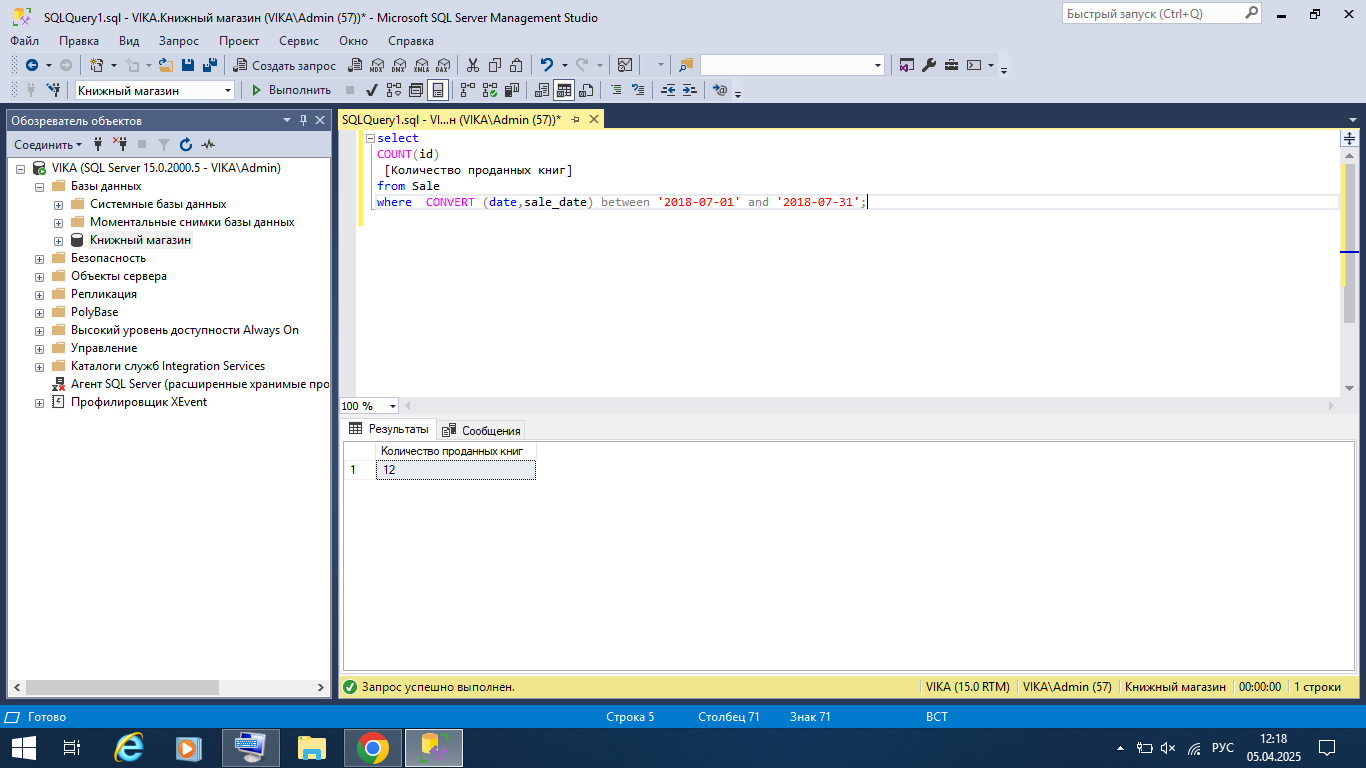 SQLQuery1.sql - VIKA.Книжный магазин (VIKA\Admin (57))* - Microsoft SQL Server Management Studio
Быстрый запуск (Ctrl+Q)
Файл Правка Вид Запрос Проект Сервис Окно Справка
Создать запрос
MDX DMX XMLA DAX
Книжный магазин
Выполнить
Обозреватель объектов
Соединить
VIKA (SQL Server 15.0.2000.5 - VIKA\Admin)
Базы данных
Системные базы данных
Моментальные снимки базы данных
Книжный магазин
Безопасность
Объекты сервера
Репликация
PolyBase
Высокий уровень доступности Always On
Управление
Каталоги служб Integration Services
Агент SQL Server (расширенные хранимые про
Профилировщик XEvent
SQLQuery1.sql - VI...н (VIKA\Admin (57))*
select
COUNT(id)
[Количество проданных книг]
from Sale
where CONVERT (date,sale_date) between '2018-07-01' and '2018-07-31';
100 %
Результаты Сообщения
Количество проданных книг
1 12
Запрос успешно выполнен.
VIKA (15.0 RTM) VIKA\Admin (57) Книжный магазин 00:00:00 1 строки
Готово Строка 5 Столбец 71 Знак 71 ВСТ
РУС
12:18
05.04.2025